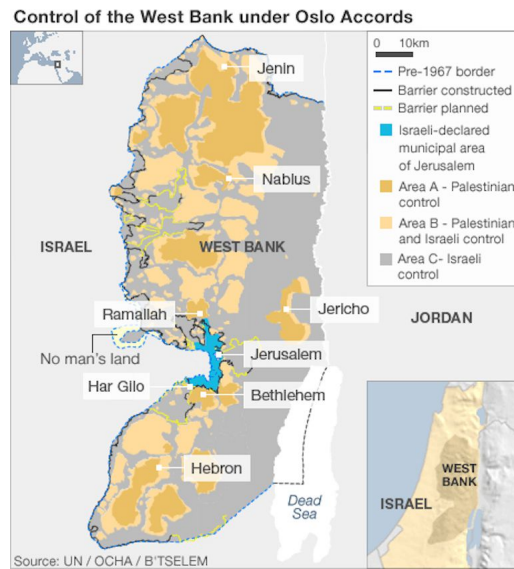 Control of the West Bank under Oslo Accords
0 10km
Pre-1967 border
Barrier constructed
Barrier planned
Israeli-declared
municipal area
of Jerusalem
Area A - Palestinian
control
Area B - Palestinian
and Israeli control
Area C- Israeli
control
Jenin
Nablus
ISRAEL
WEST BANK
Ramallah
Jericho
JORDAN
No man's land
Jerusalem
Har Gilo
Bethlehem
Hebron
Dead
Sea
WEST
BANK
ISRAEL
Source: UN / OCHA / B'TSELEM